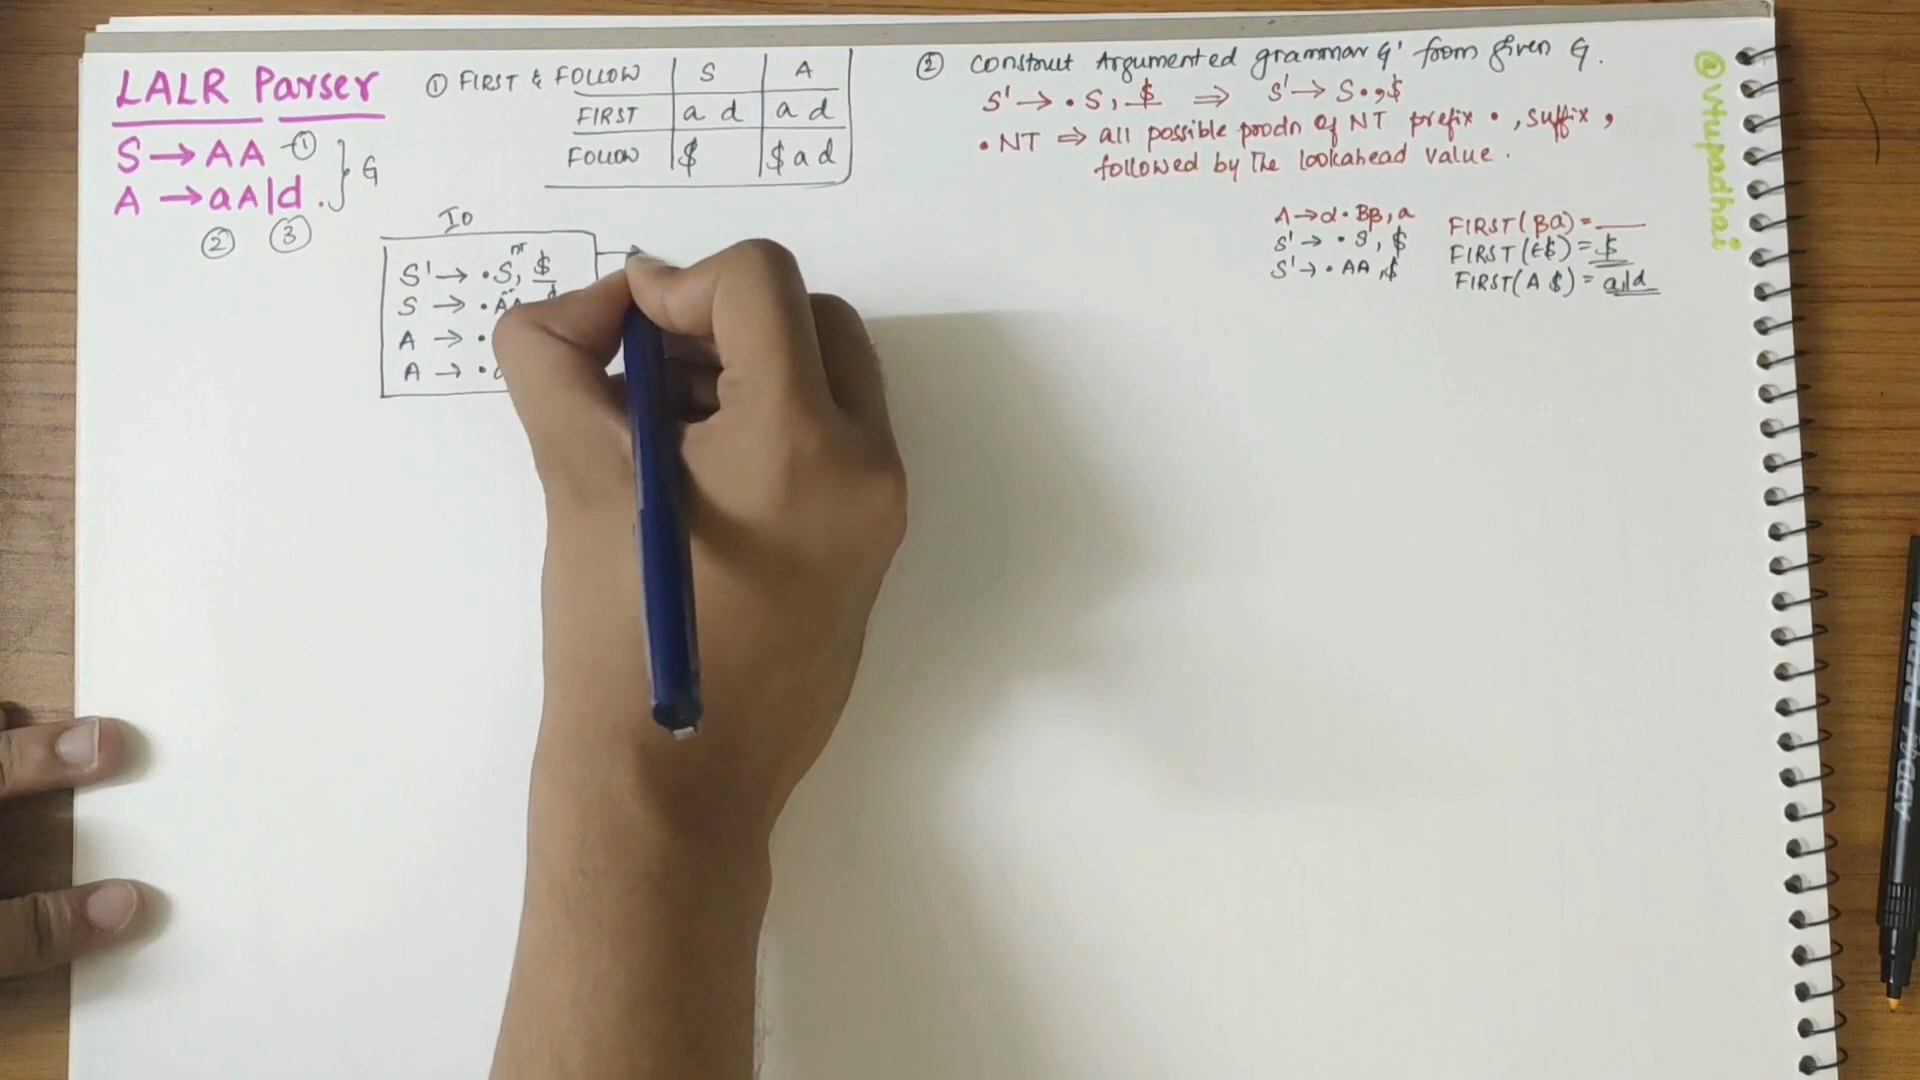 LALR Parser
S → AA ①
A → aA|d .
② ③
} G
① FIRST & FOLLOW | S | A
FIRST | a d | a d
FOLLOW | $ | $ a d
② construct Argumented grammar G' from given G.
S' → • S, $ ⇒ S' → S•,$
• NT ⇒ all possible prodn of NT prefix • , suffix ,
followed by the lookahead value .
A → α • Bβ, a FIRST(βa) = ___
S' → • S, $ FIRST(ε$) = $
S' → • AA ,$ FIRST(A $) = a|d
I0
S' → •S, $
S → •AA
A → •
A → •
@vtupadhai